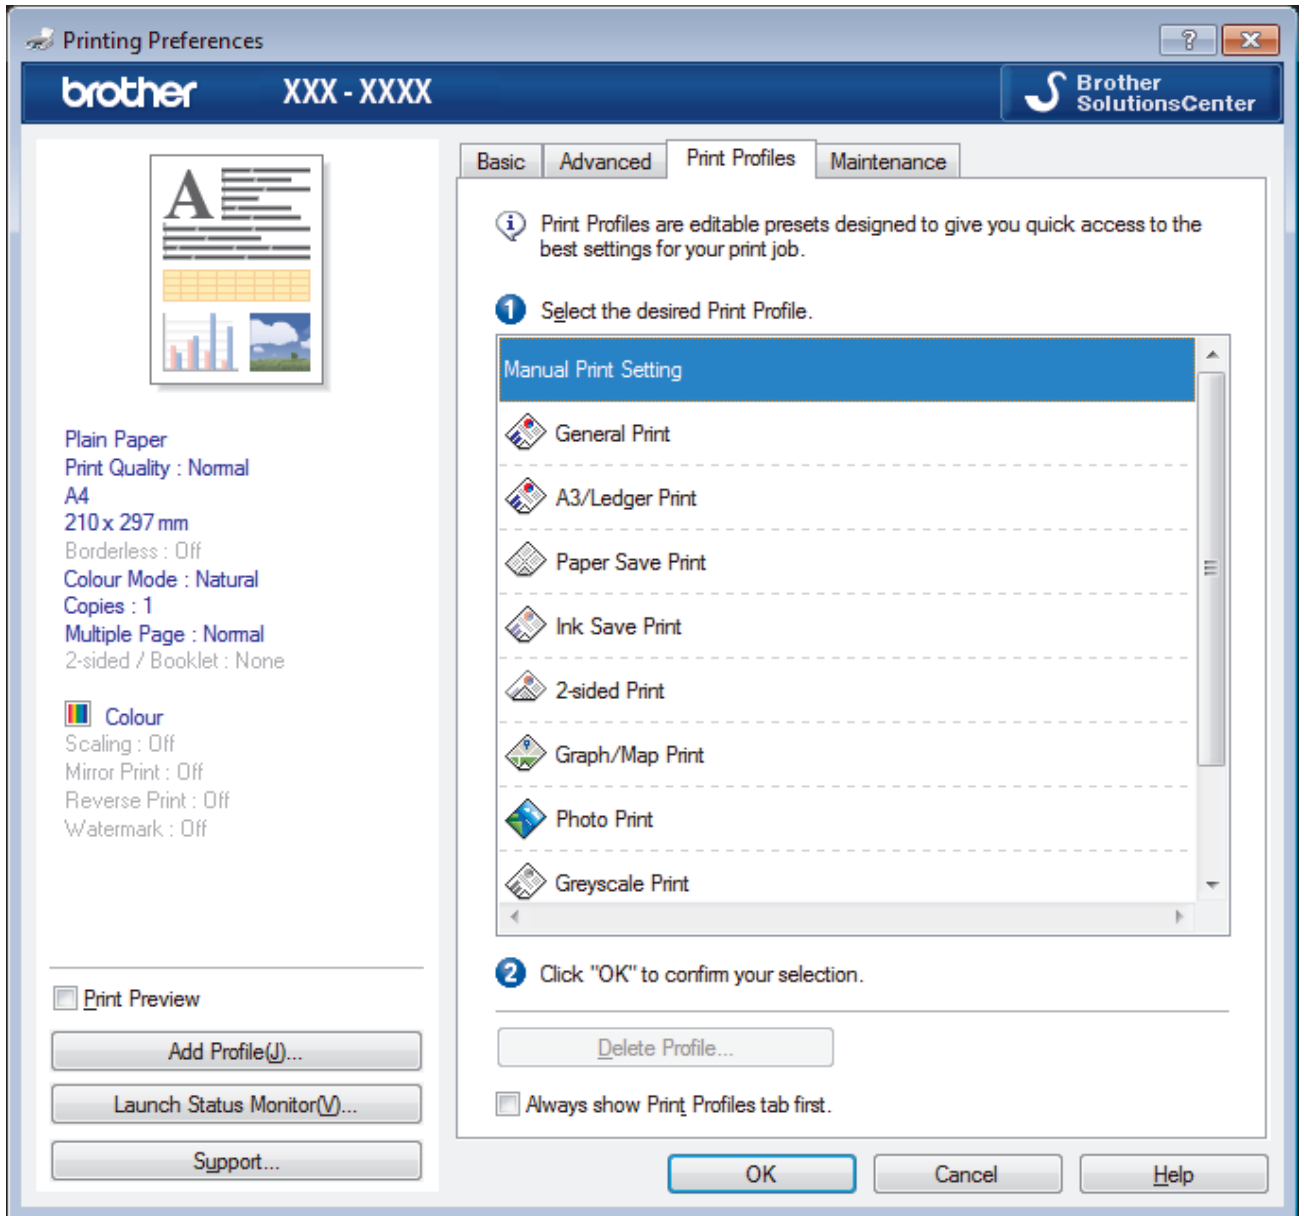 Printing Preferences
brother XXX - XXXX
Brother
SolutionsCenter
A
Plain Paper
Print Quality : Normal
A4
210 x 297 mm
Borderless : Off
Colour Mode : Natural
Copies : 1
Multiple Page : Normal
2-sided / Booklet : None
Colour
Scaling : Off
Mirror Print : Off
Reverse Print : Off
Watermark : Off
Print Preview
Add Profile(J)...
Launch Status Monitor(V)...
Support...
Basic Advanced Print Profiles Maintenance
Print Profiles are editable presets designed to give you quick access to the
best settings for your print job.
1 Select the desired Print Profile.
Manual Print Setting
General Print
A3/Ledger Print
Paper Save Print
Ink Save Print
2-sided Print
Graph/Map Print
Photo Print
Greyscale Print
2 Click "OK" to confirm your selection.
Delete Profile...
Always show Print Profiles tab first.
OK Cancel Help